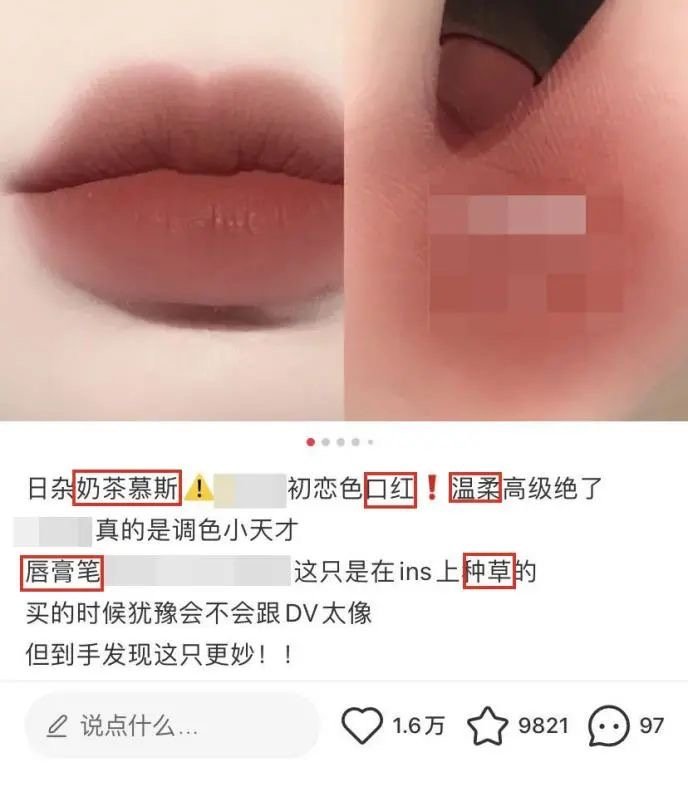 日杂奶茶慕斯⚠️初恋色口红❗温柔高级绝了
真的是调色小天才
唇膏笔 这只是在ins上种草的
买的时候犹豫会不会跟DV太像
但到手发现这只更妙！！
说点什么... 1.6万 9821 97